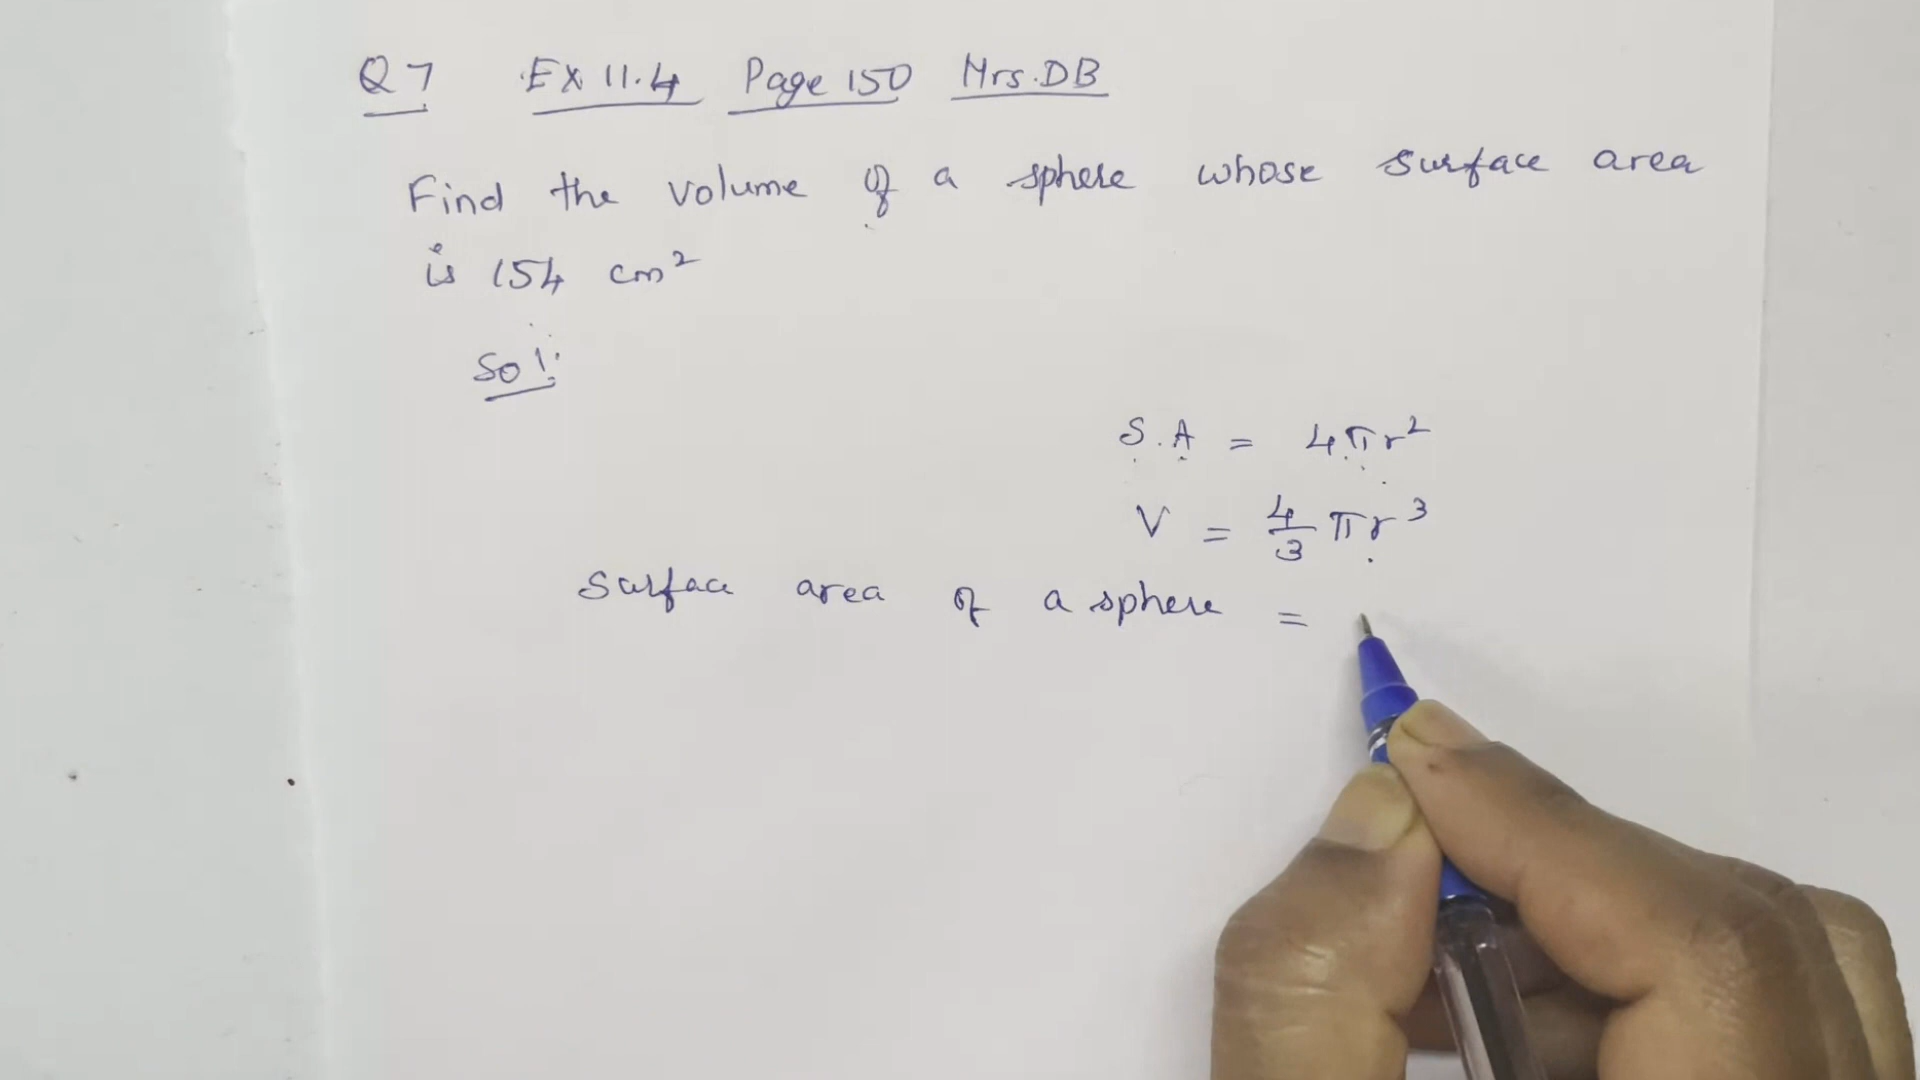 Q7 Ex 11.4 Page 150 Mrs.DB
Find the volume of a sphere whose surface area
is 154 cm²
Sol:
S.A = 4πr²
V = 4/3 πr³
Surface area of a sphere =